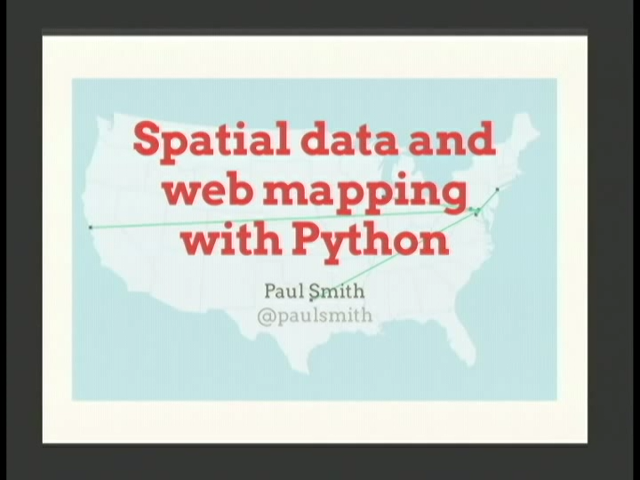 Spatial data and
web mapping
with Python
Paul Smith
@paulsmith